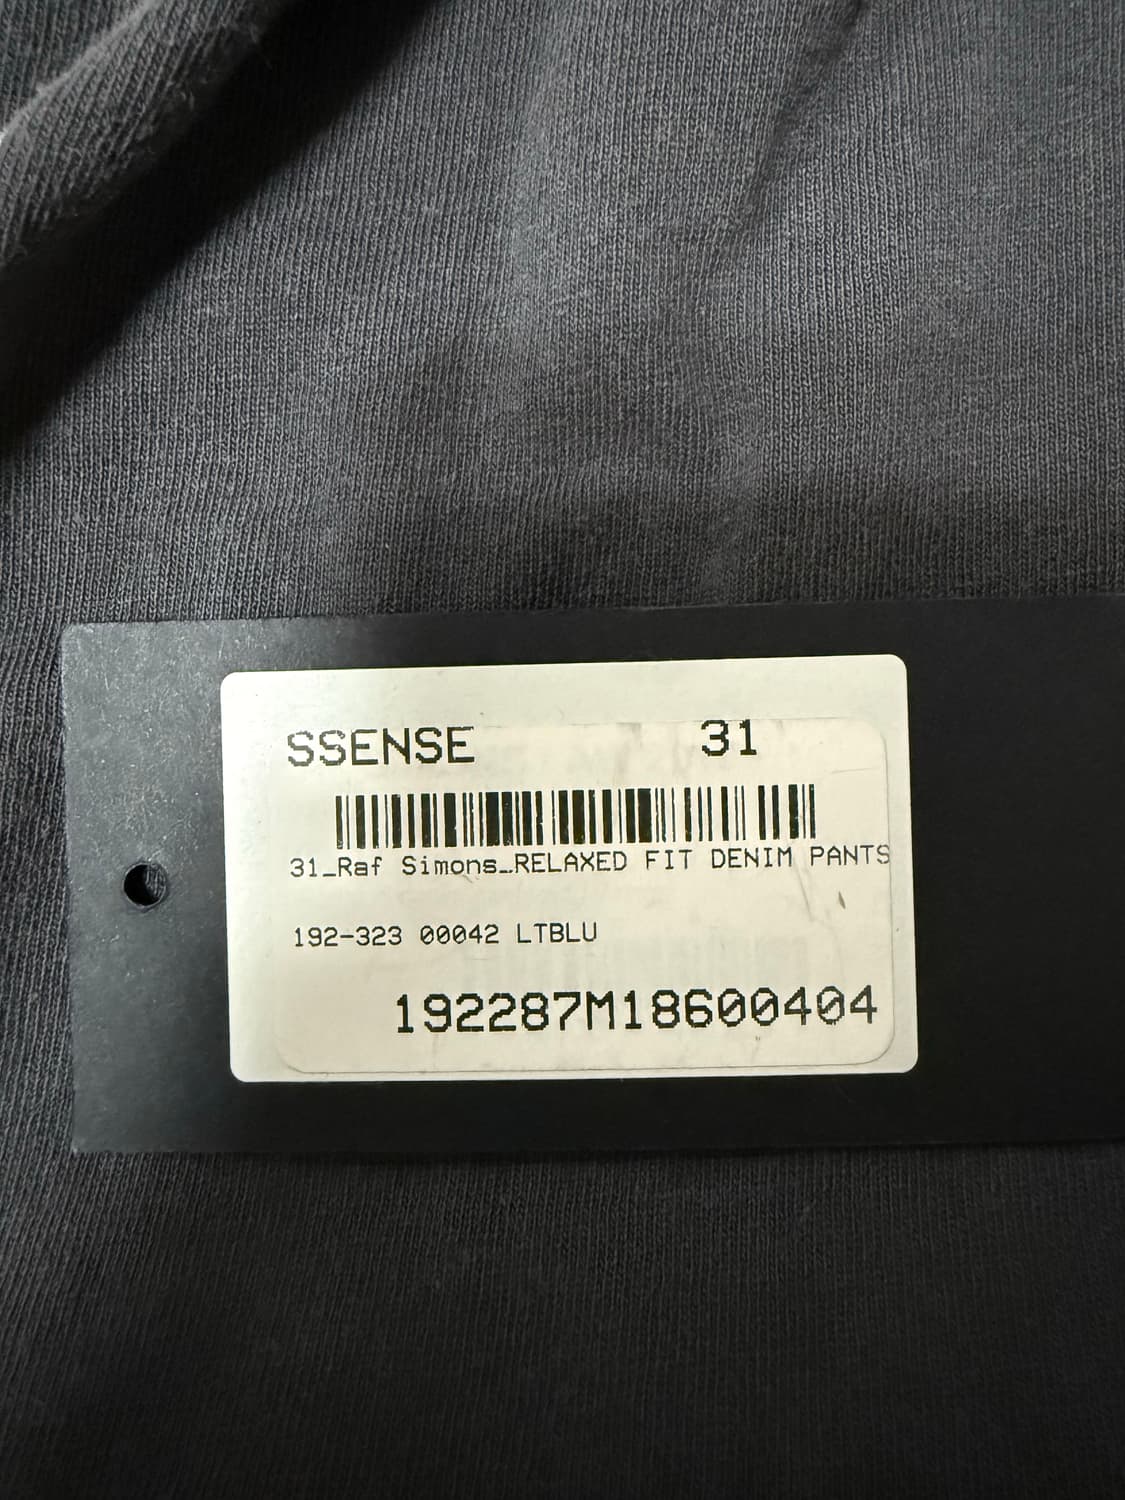 SSENSE 31
31_Raf Simons_RELAXED FIT DENIM PANTS
192-323 00042 LTBLU
192287M18600404